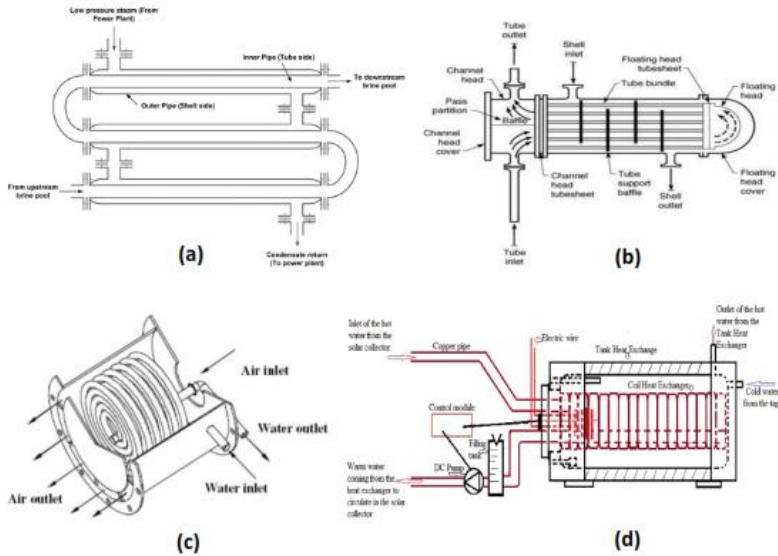 Low pressure steam (From
Power Plant)
Inner Pipe (Tube side)
To downstream
brine pool
Outer Pipe (Shell side)
From upstream
brine pool
Condensate return
(To power plant)
(a)
Tube
outlet
Shell
inlet
Floating head
tubesheet
Channel
head
Tube bundle
Floating
head
Pass
partition
Baffle
Channel
head
cover
Channel
head
tubesheet
Tube
support
baffle
Shell
outlet
Floating
head
cover
Tube
inlet
(b)
Air inlet
Water outlet
Water inlet
Air outlet
(c)
Outlet of the hot
water from the
Tank Heat
Exchanger
Inlet of the hot
water from the
solar collector
Electric wire
Copper pipe
Tank Heat Exchange
Coil Heat Exchanger
Cold water
from the tap
Control module
Filling
tank
DC Pump
Warm water
coming from the
heat exchanger to
circulate in the solar
collector
(d)